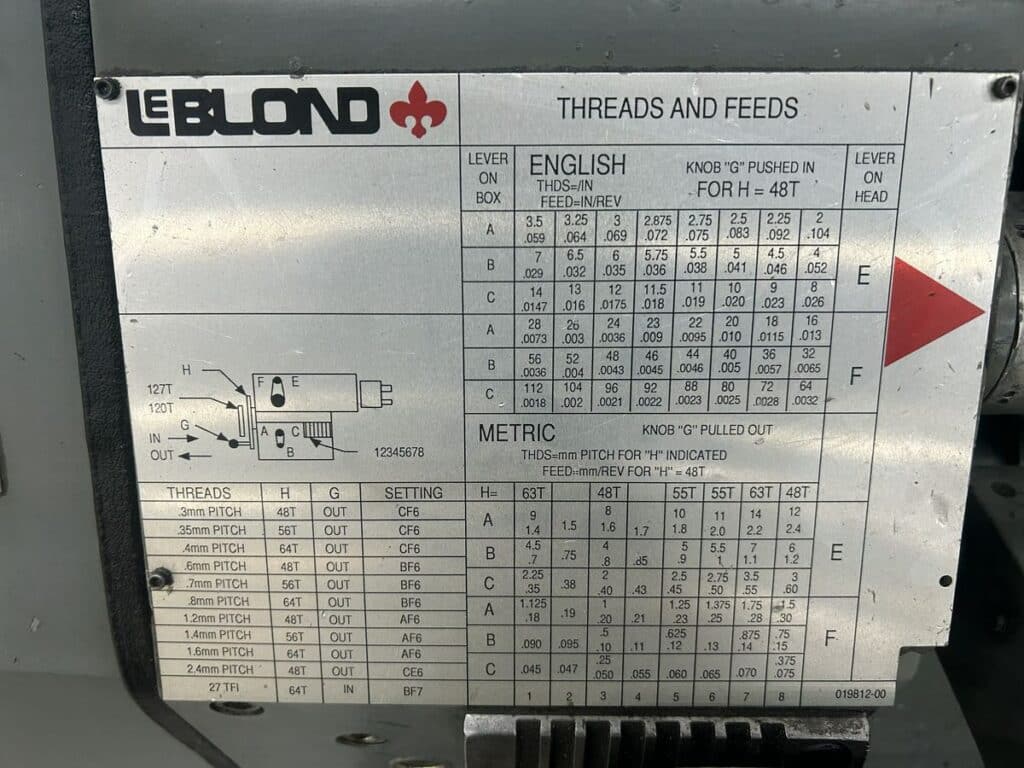 LEBLOND
THREADS AND FEEDS
LEVER ON BOX
ENGLISH
THDS=/IN
FEED=IN/REV
KNOB "G" PUSHED IN
FOR H = 48T
LEVER ON HEAD
A 3.5 3.25 3 2.875 2.75 2.5 2.25 2
.059 .064 .069 .072 .075 .083 .092 .104
B 7 6.5 6 5.75 5.5 5 4.5 4
.029 .032 .035 .036 .038 .041 .046 .052
E
C 14 13 12 11.5 11 10 9 8
.0147 .016 .0175 .018 .019 .020 .023 .026
A 28 26 24 23 22 20 18 16
.0073 .003 .0036 .009 .0095 .010 .0115 .013
B 56 52 48 46 44 40 36 32
.0036 .004 .0043 .0045 .0046 .005 .0057 .0065
F
C 112 104 96 92 88 80 72 64
.0018 .002 .0021 .0022 .0023 .0025 .0028 .0032
H
F E
127T
120T
G
A C
B
IN
OUT
12345678
METRIC
KNOB "G" PULLED OUT
THDS=mm PITCH FOR "H" INDICATED
FEED=mm/REV FOR "H" = 48T
H= 63T 48T 55T 55T 63T 48T
A 9 8 10 11 14 12
1.4 1.5 1.6 1.7 1.8 2.0 2.2 2.4
B 4.5 4 5 5.5 7 6
.7 .75 .8 .85 .9 1 1.1 1.2
E
C 2.25 2 2.5 2.75 3.5 3
.35 .38 .40 .43 .45 .50 .55 .60
A 1.125 1 1.25 1.375 1.75 1.5
.18 .19 .20 .21 .23 .25 .28 .30
B .5 .625 .875 .75
.090 .095 .10 .11 .12 .13 .14 .15
F
C .25 .375
.045 .047 .050 .055 .060 .065 .070 .075
1 2 3 4 5 6 7 8
019812-00
THREADS H G SETTING
.3mm PITCH 48T OUT CF6
.35mm PITCH 56T OUT CF6
.4mm PITCH 64T OUT CF6
.6mm PITCH 48T OUT BF6
.7mm PITCH 56T OUT BF6
.8mm PITCH 64T OUT BF6
1.2mm PITCH 48T OUT AF6
1.4mm PITCH 56T OUT AF6
1.6mm PITCH 64T OUT AF6
2.4mm PITCH 48T OUT CE6
27 TFI 64T IN BF7